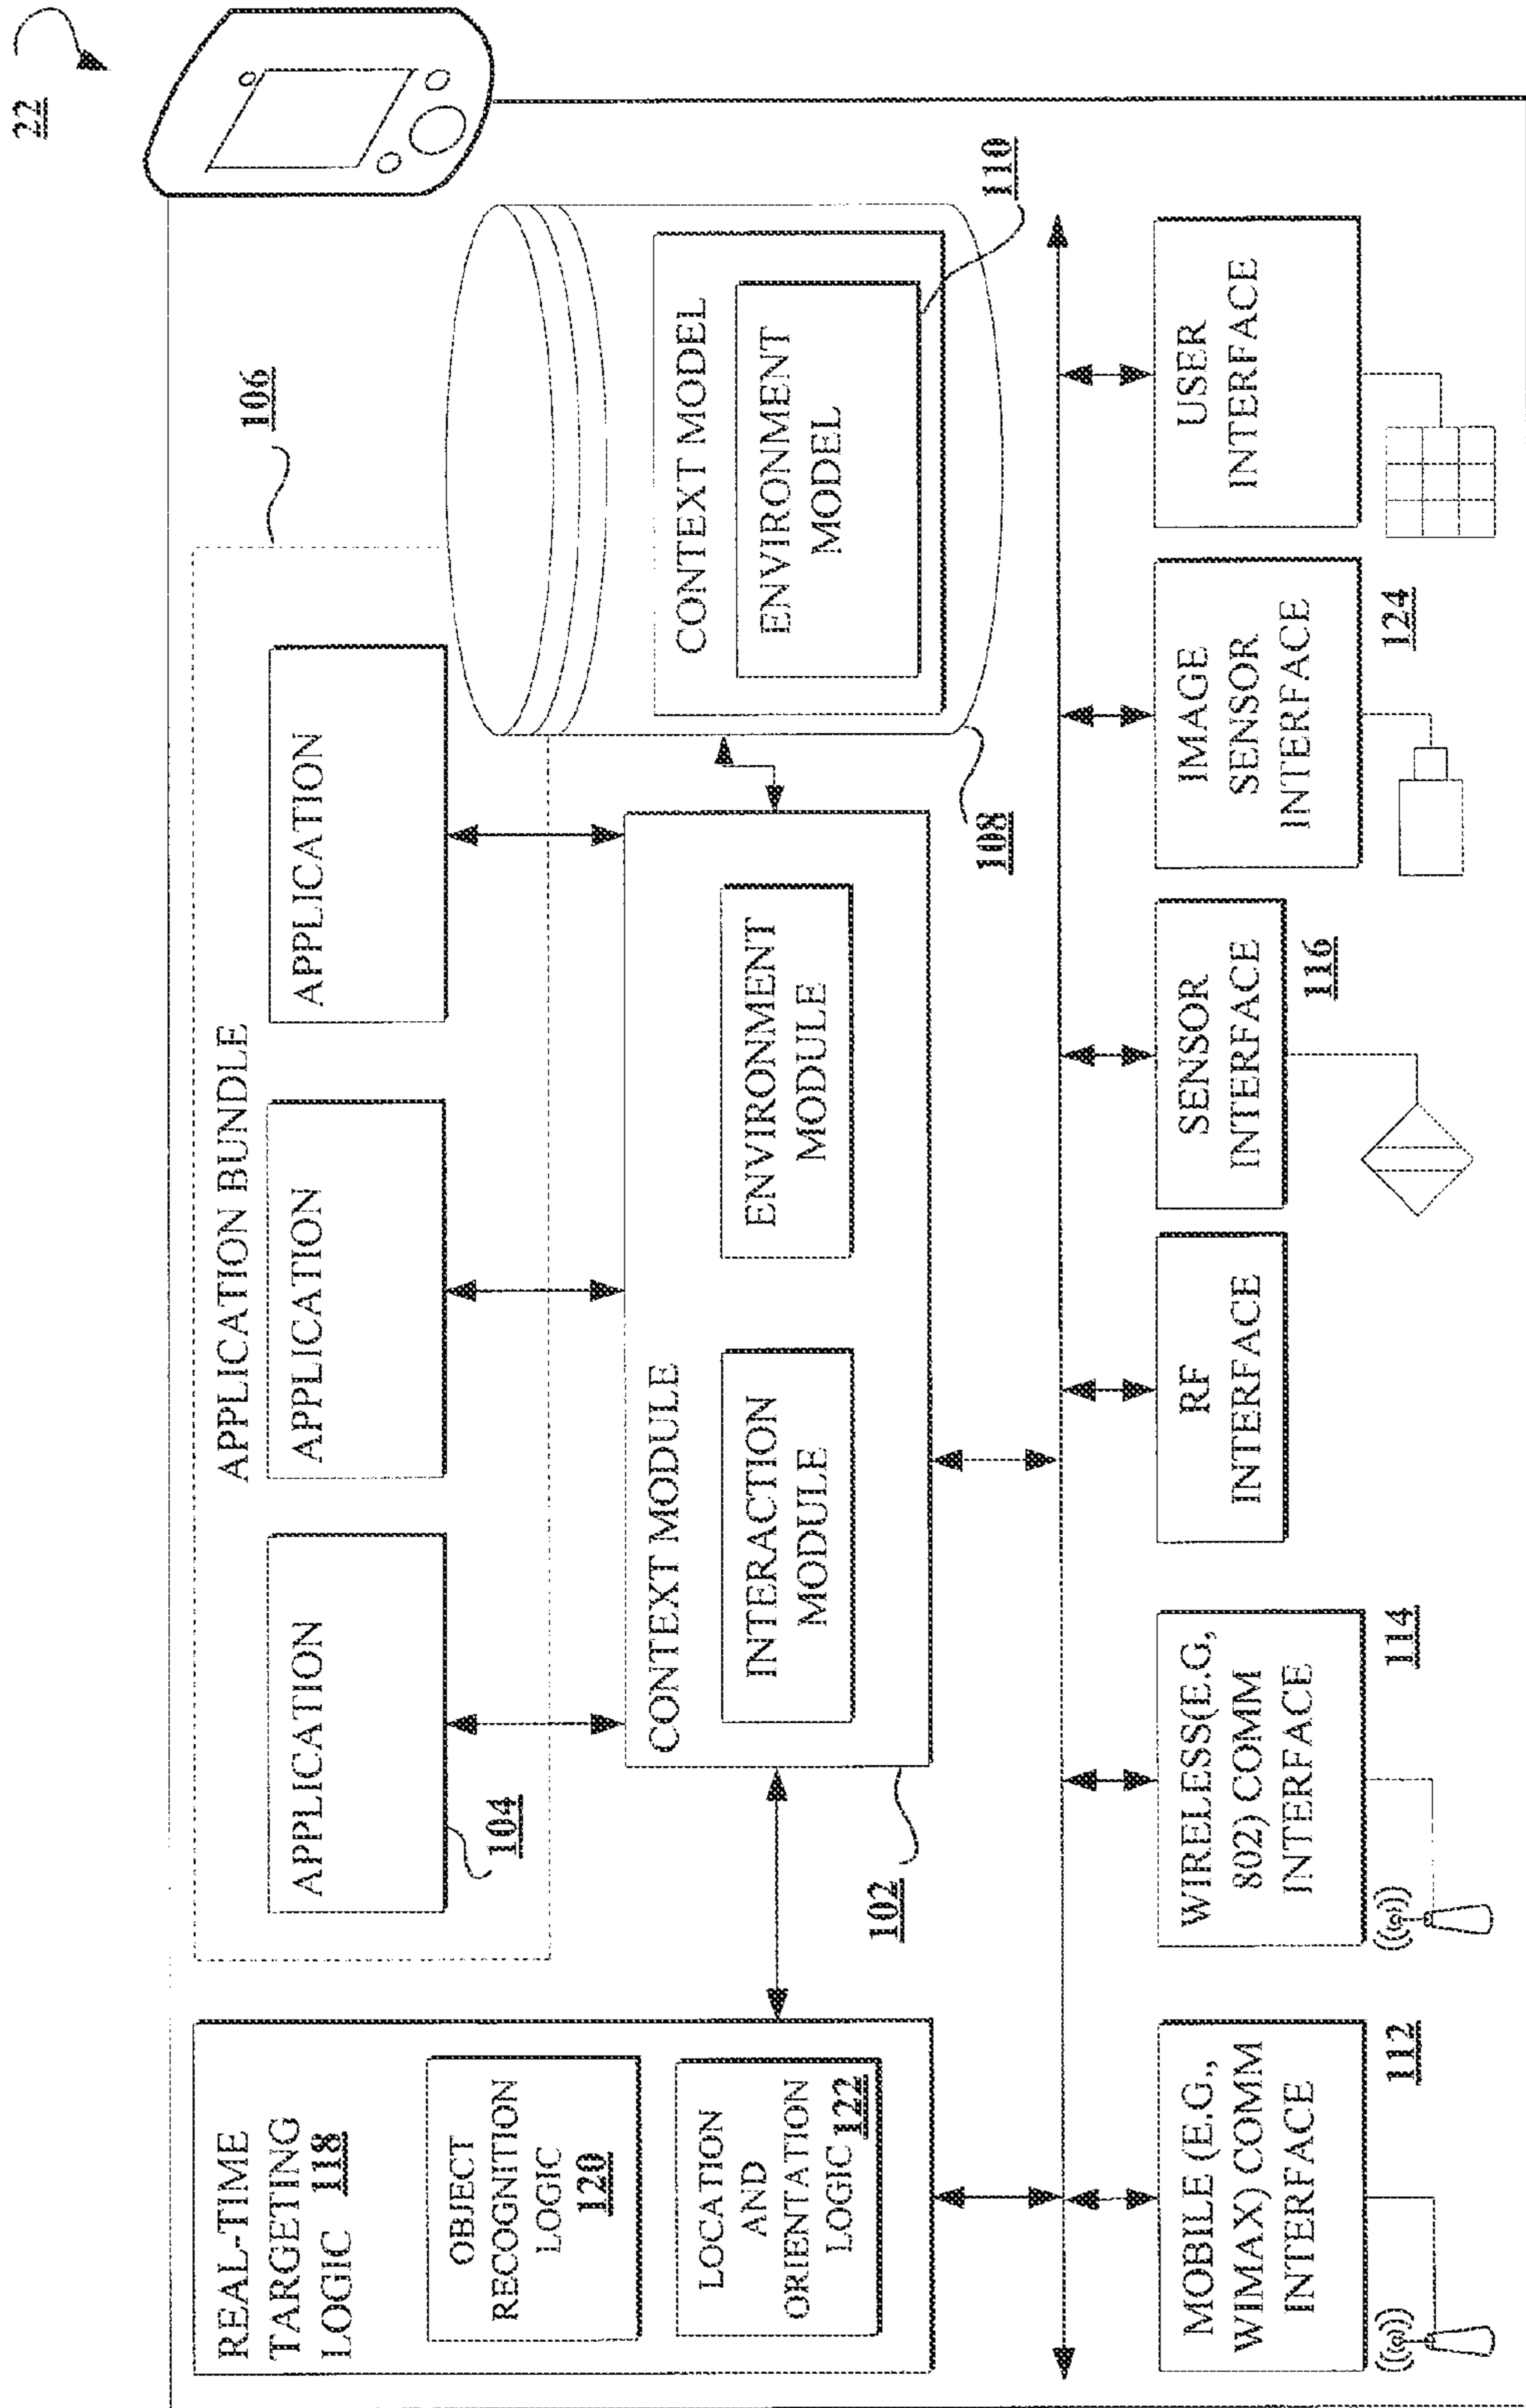 22
REAL-TIME
TARGETING
LOGIC 118
OBJECT
RECOGNITION
LOGIC
120
LOCATION
AND
ORIENTATION
LOGIC 122
APPLICATION BUNDLE
106
APPLICATION
104
APPLICATION
APPLICATION
CONTEXT MODULE
INTERACTION
MODULE
ENVIRONMENT
MODULE
102
CONTEXT MODEL
ENVIRONMENT
MODEL
110
108
MOBILE (E.G.,
WIMAX) COMM
INTERFACE
112
WIRELESS(E.G,
802) COMM
INTERFACE
114
RF
INTERFACE
SENSOR
INTERFACE
116
IMAGE
SENSOR
INTERFACE
124
USER
INTERFACE